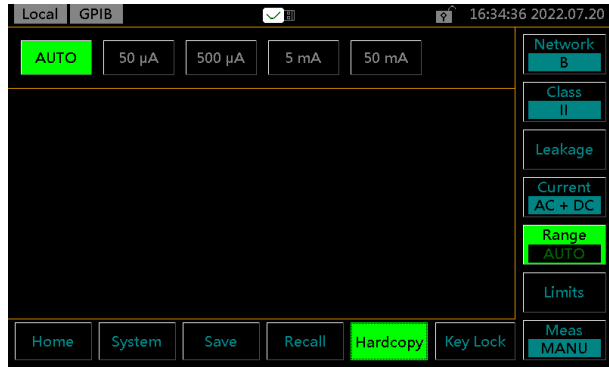 Local GPIB 16:34:36 2022.07.20
AUTO 50 µA 500 µA 5 mA 50 mA
Network
B
Class
II
Leakage
Current
AC + DC
Range
AUTO
Limits
Meas
MANU
Home System Save Recall Hardcopy Key Lock